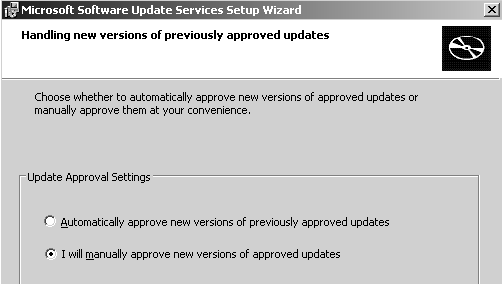 Microsoft Software Update Services Setup Wizard
Handling new versions of previously approved updates
Choose whether to automatically approve new versions of approved updates or
manually approve them at your convenience.
Update Approval Settings
Automatically approve new versions of previously approved updates
I will manually approve new versions of approved updates